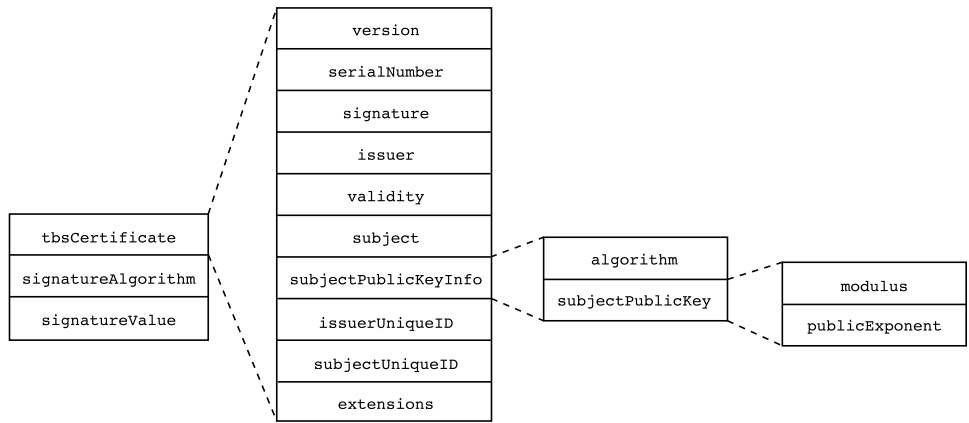 tbsCertificate
signatureAlgorithm
signatureValue
version
serialNumber
signature
issuer
validity
subject
subjectPublicKeyInfo
issuerUniqueID
subjectUniqueID
extensions
algorithm
subjectPublicKey
modulus
publicExponent